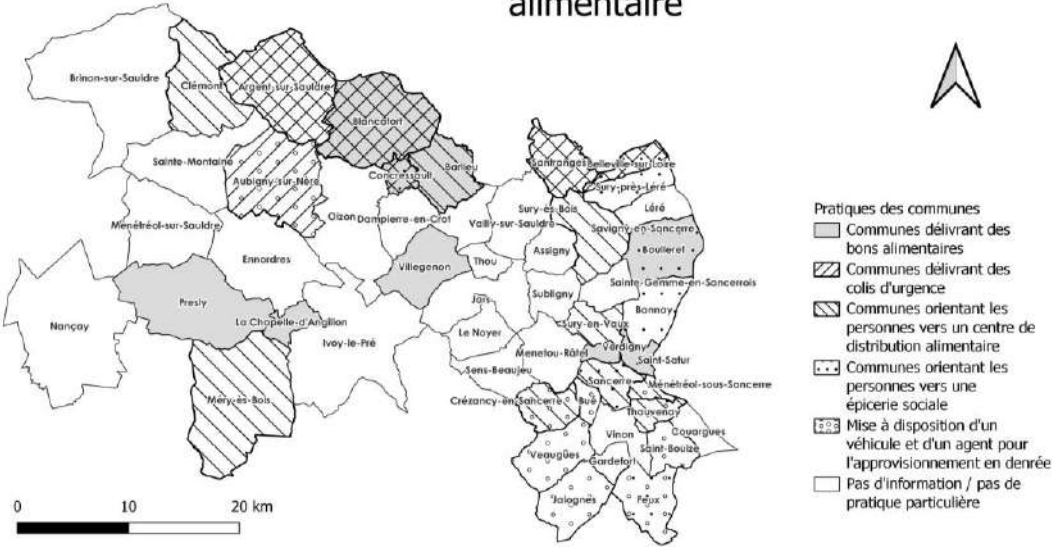 alimentaire
Brinon-sur-Sauldre
Clémont
Argent-sur-Sauldre
Blancafort
Sainte-Montaine
Aubigny-sur-Nère
Concressault
Barlieu
Santranges
Belleville-sur-Loire
Sury-près-Léré
Léré
Ménétréol-sur-Sauldre
Oizon
Dampierre-en-Crot
Vailly-sur-Sauldre
Sury-ès-Bois
Savigny-en-Sancerre
Boulleret
Assigny
Ennordres
Villegenon
Thou
Sainte-Gemme-en-Sancerrois
Subligny
Presly
Jars
Bannay
Nançay
La Chapelle-d'Angillon
Ivoy-le-Pré
Le Noyer
Sury-en-Vaux
Menetou-Râtel
Verdigny
Saint-Satur
Sens-Beaujeu
Sancerre
Ménétréol-sous-Sancerre
Méry-ès-Bois
Crézancy-en-Sancerre
Bué
Thauvenay
Vinon
Couargues
Saint-Bouize
Veaugues
Gardefort
Jalognes
Feux
Pratiques des communes
Communes délivrant des
bons alimentaires
Communes délivrant des
colis d'urgence
Communes orientant les
personnes vers un centre de
distribution alimentaire
Communes orientant les
personnes vers une
épicerie sociale
Mise à disposition d'un
véhicule et d'un agent pour
l'approvisionnement en denrée
Pas d'information / pas de
pratique particulière
0 10 20 km